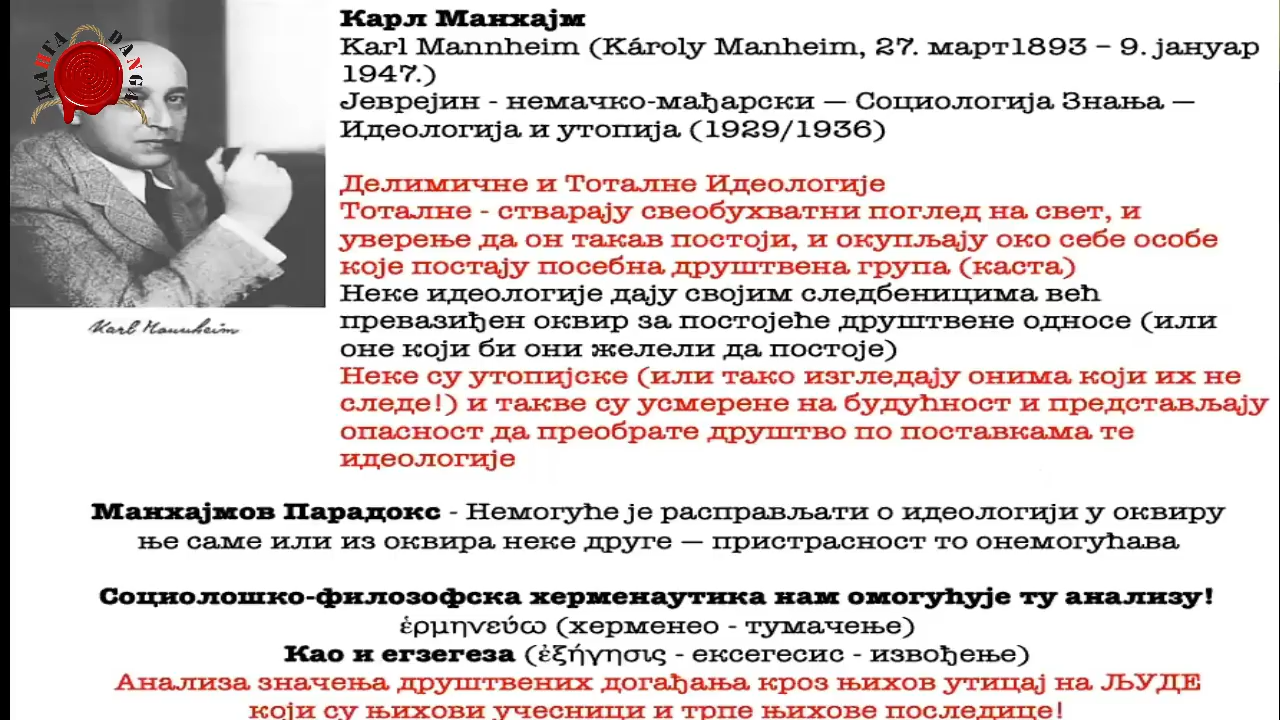 ДАНГА DANGA
Карл Манхајм
Karl Mannheim (Károly Manheim, 27. март1893 – 9. јануар
1947.)
Јеврејин - немачко-мађарски — Социологија Знања —
Идеологија и утопија (1929/1936)
Делимичне и Тоталне Идеологије
Тоталне - стварају свеобухватни поглед на свет, и
уверење да он такав постоји, и окупљају око себе особе
које постају посебна друштвена група (каста)
Неке идеологије дају својим следбеницима већ
превазиђен оквир за постојеће друштвене односе (или
оне који би они желели да постоје)
Неке су утопијске (или тако изгледају онима који их не
следе!) и такве су усмерене на будућност и представљају
опасност да преобрате друштво по поставкама те
идеологије
Karl Mannheim
Манхајмов Парадокс - Немогуће је расправљати о идеологији у оквиру
ње саме или из оквира неке друге — пристрасност то онемогућава
Социолошко-филозофска херменаутика нам омогућује ту анализу!
ἑρμηνεύω (херменео - тумачење)
Као и егзегеза (ἐξήγησις - ексегесис - извођење)
Анализа значења друштвених догађања кроз њихов утицај на ЉУДЕ
који су њихови учесници и трпе њихове последице!